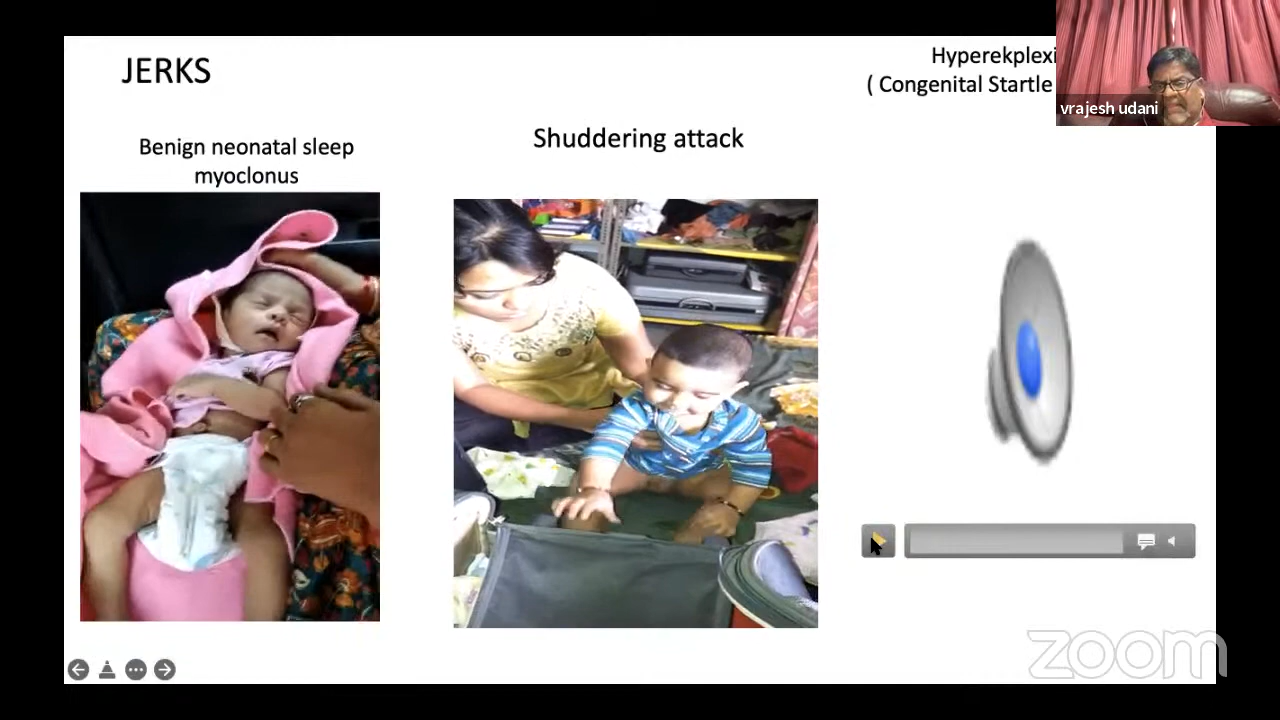 JERKS
Hyperekplexi
( Congenital Startle
vrajesh udani
Benign neonatal sleep
myoclonus
Shuddering attack
zoom